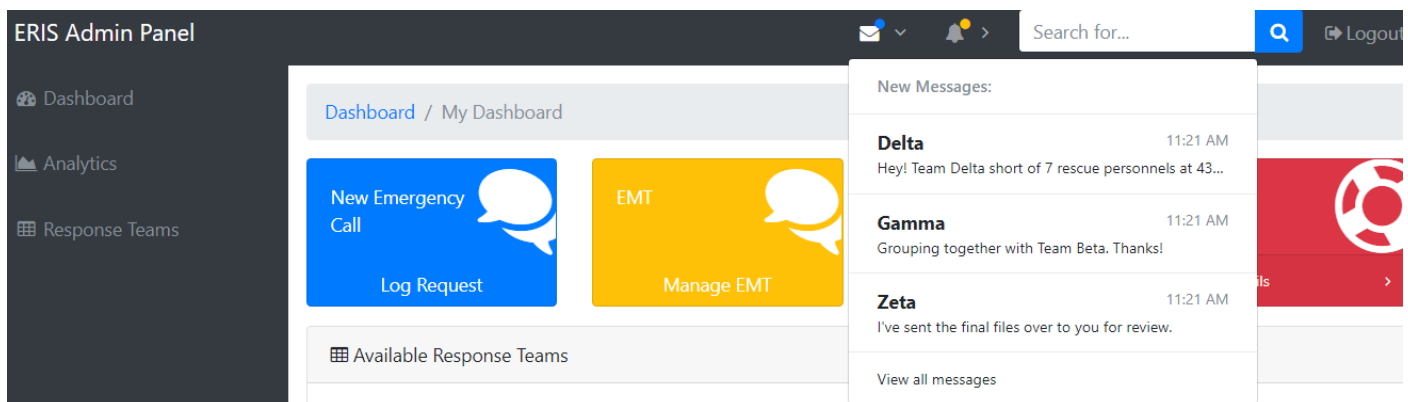 ERIS Admin Panel
Search for...
Logout
Dashboard
Analytics
Response Teams
Dashboard / My Dashboard
New Emergency
Call
Log Request
EMT
Manage EMT
New Messages:
Delta 11:21 AM
Hey! Team Delta short of 7 rescue personnels at 43...
Gamma 11:21 AM
Grouping together with Team Beta. Thanks!
Zeta 11:21 AM
I've sent the final files over to you for review.
View all messages
ils
Available Response Teams